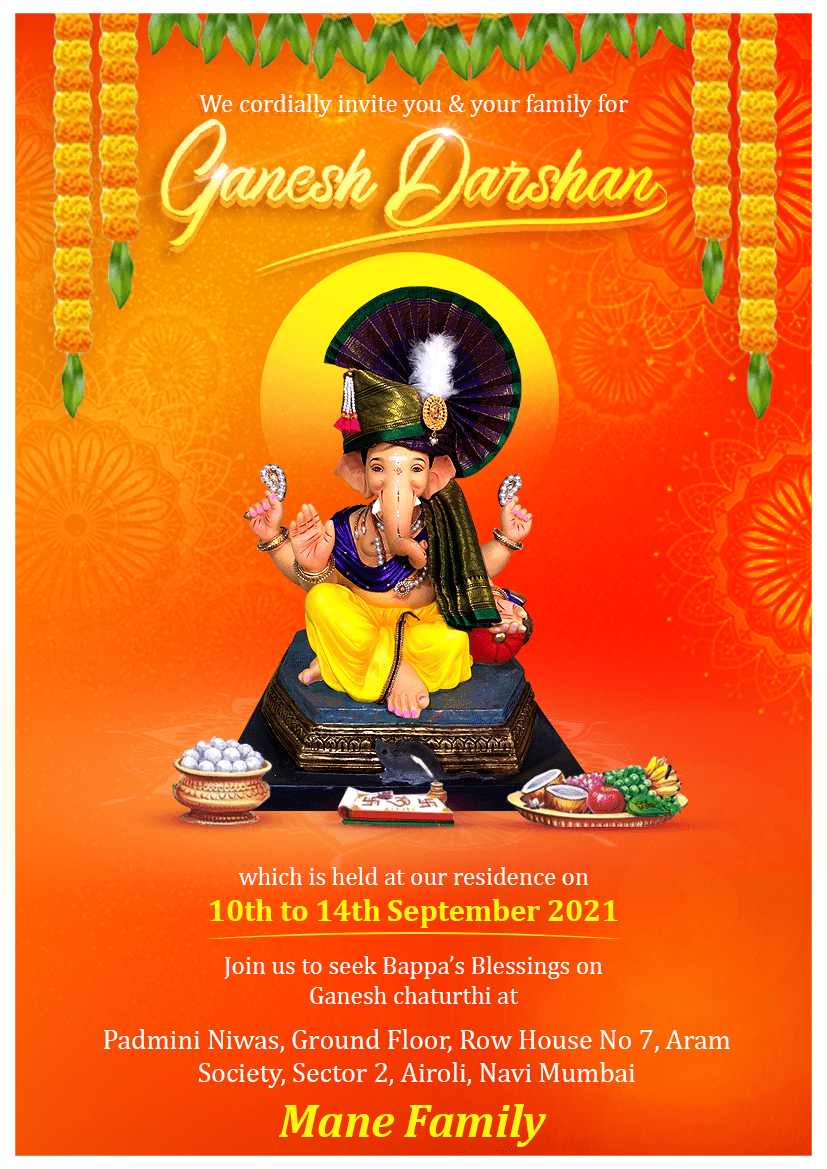 We cordially invite you & your family for
Ganesh Darshan
which is held at our residence on
10th to 14th September 2021
Join us to seek Bappa’s Blessings on
Ganesh chaturthi at
Padmini Niwas, Ground Floor, Row House No 7, Aram
Society, Sector 2, Airoli, Navi Mumbai
Mane Family